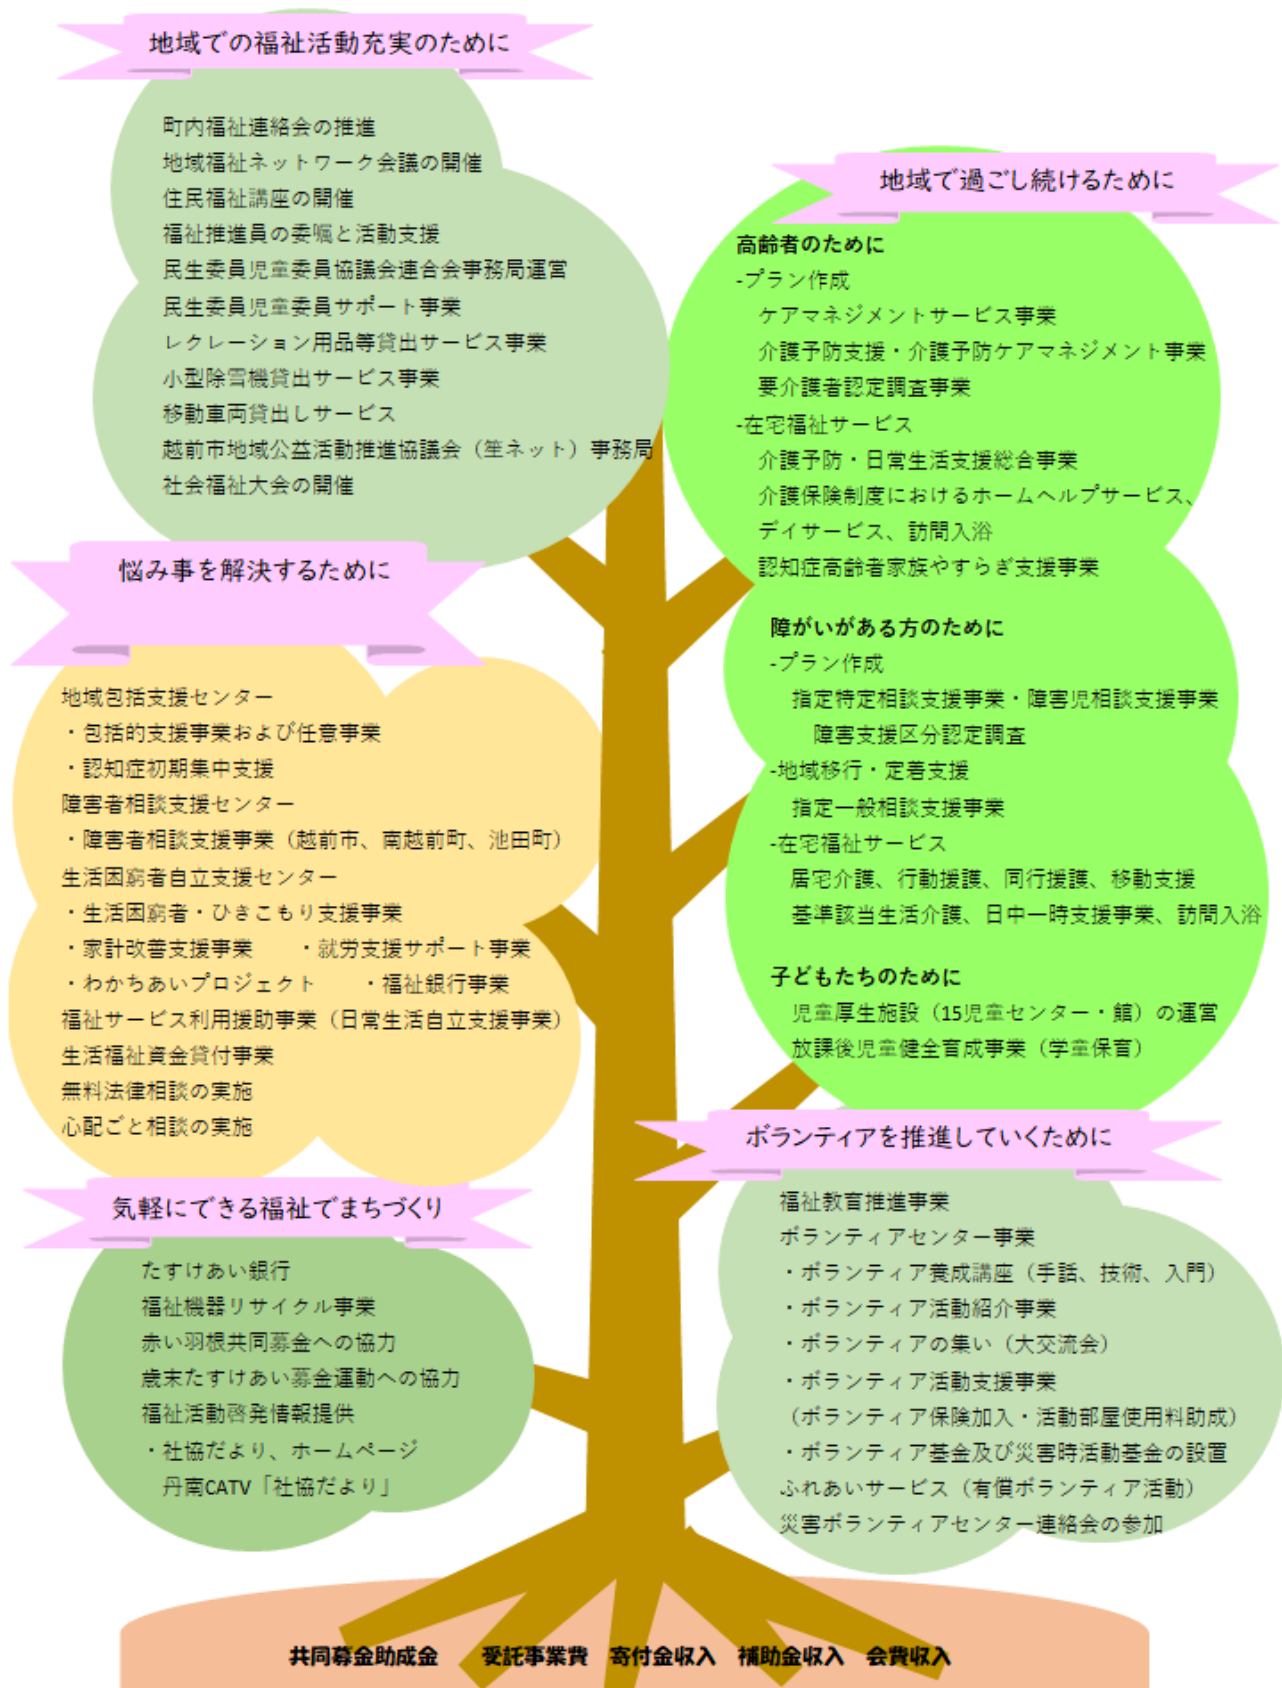 地域での福祉活動充実のために
町内福祉連絡会の推進
地域福祉ネットワーク会議の開催
住民福祉講座の開催
福祉推進員の委嘱と活動支援
民生委員児童委員協議会連合会事務局運営
民生委員児童委員サポート事業
レクレーション用品等貸出サービス事業
小型除雪機貸出サービス事業
移動車両貸出しサービス
越前市地域公益活動推進協議会（笙ネット）事務局
社会福祉大会の開催
悩み事を解決するために
地域包括支援センター
・包括的支援事業および任意事業
・認知症初期集中支援
障害者相談支援センター
・障害者相談支援事業（越前市、南越前町、池田町）
生活困窮者自立支援センター
・生活困窮者・ひきこもり支援事業
・家計改善支援事業　・就労支援サポート事業
・わかちあいプロジェクト　・福祉銀行事業
福祉サービス利用援助事業（日常生活自立支援事業）
生活福祉資金貸付事業
無料法律相談の実施
心配ごと相談の実施
気軽にできる福祉でまちづくり
たすけあい銀行
福祉機器リサイクル事業
赤い羽根共同募金への協力
歳末たすけあい募金運動への協力
福祉活動啓発情報提供
・社協だより、ホームページ
丹南CATV「社協だより」
地域で過ごし続けるために
高齢者のために
-プラン作成
ケアマネジメントサービス事業
介護予防支援・介護予防ケアマネジメント事業
要介護者認定調査事業
-在宅福祉サービス
介護予防・日常生活支援総合事業
介護保険制度におけるホームヘルプサービス、
デイサービス、訪問入浴
認知症高齢者家族やすらぎ支援事業
障がいがある方のために
-プラン作成
指定特定相談支援事業・障害児相談支援事業
障害支援区分認定調査
-地域移行・定着支援
指定一般相談支援事業
-在宅福祉サービス
居宅介護、行動援護、同行援護、移動支援
基準該当生活介護、日中一時支援事業、訪問入浴
子どもたちのために
児童厚生施設（15児童センター・館）の運営
放課後児童健全育成事業（学童保育）
ボランティアを推進していくために
福祉教育推進事業
ボランティアセンター事業
・ボランティア養成講座（手話、技術、入門）
・ボランティア活動紹介事業
・ボランティアの集い（大交流会）
・ボランティア活動支援事業
（ボランティア保険加入・活動部屋使用料助成）
・ボランティア基金及び災害時活動基金の設置
ふれあいサービス（有償ボランティア活動）
災害ボランティアセンター連絡会の参加
共同募金助成金　受託事業費　寄付金収入　補助金収入　会費収入